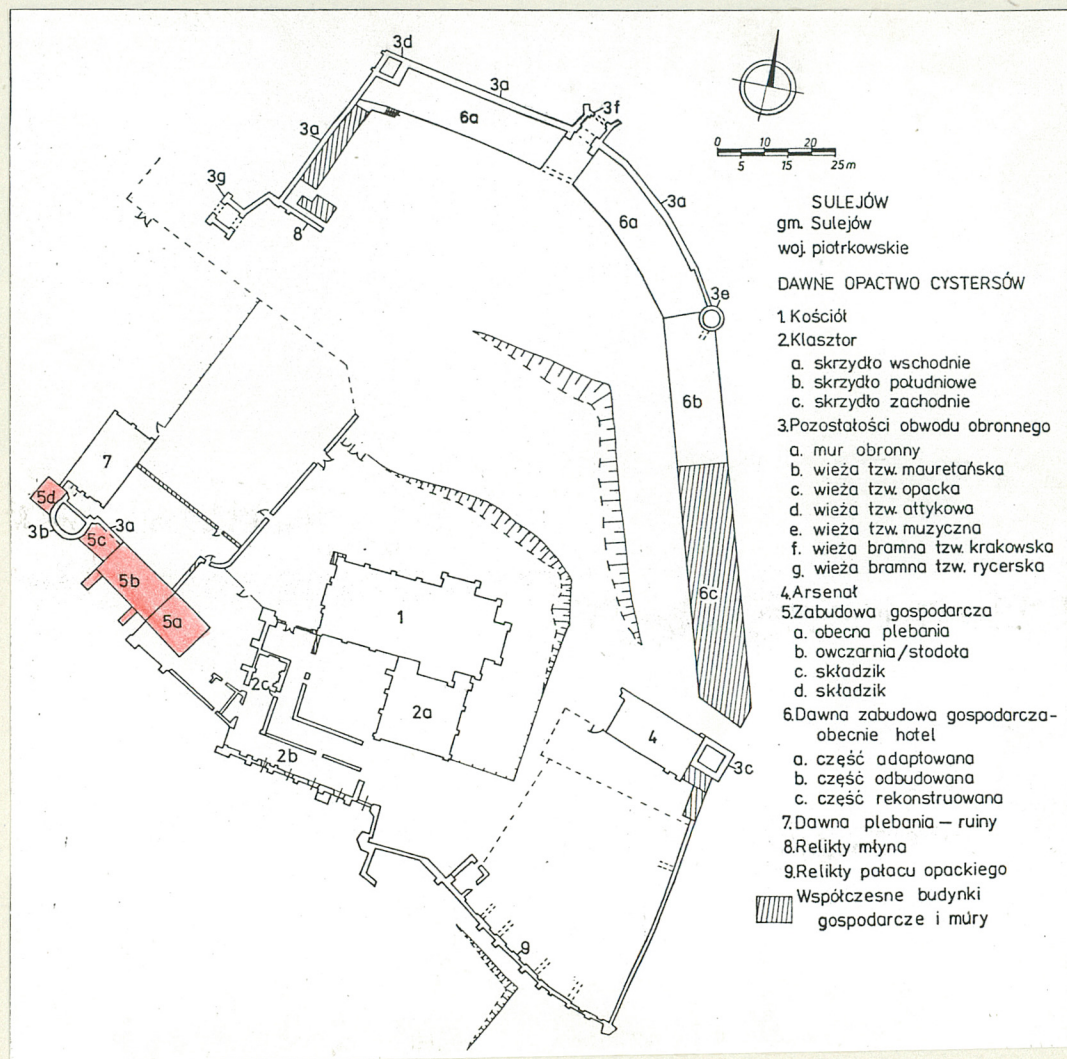 3d
3a
3f
6a
3a
3g
8
6a
3a
3e
6b
6c
7
5d
3b
3a
5c
5b
5a
1
2c
2a
2b
4
3c
9
0 10 20
5 15 25m
SULEJÓW
gm. Sulejów
woj. piotrkowskie
DAWNE OPACTWO CYSTERSÓW
1. Kościół
2. Klasztor
a. skrzydło wschodnie
b. skrzydło południowe
c. skrzydło zachodnie
3. Pozostałości obwodu obronnego
a. mur obronny
b. wieża tzw. mauretańska
c. wieża tzw. opacka
d. wieża tzw. attykowa
e. wieża tzw. muzyczna
f. wieża bramna tzw. krakowska
g. wieża bramna tzw. rycerska
4. Arsenał
5. Zabudowa gospodarcza
a. obecna plebania
b. owczarnia/stodoła
c. składzik
d. składzik
6. Dawna zabudowa gospodarcza-
obecnie hotel
a. część adaptowana
b. część odbudowana
c. część rekonstruowana
7. Dawna plebania — ruiny
8. Relikty młyna
9. Relikty pałacu opackiego
Współczesne budynki
gospodarcze i mury